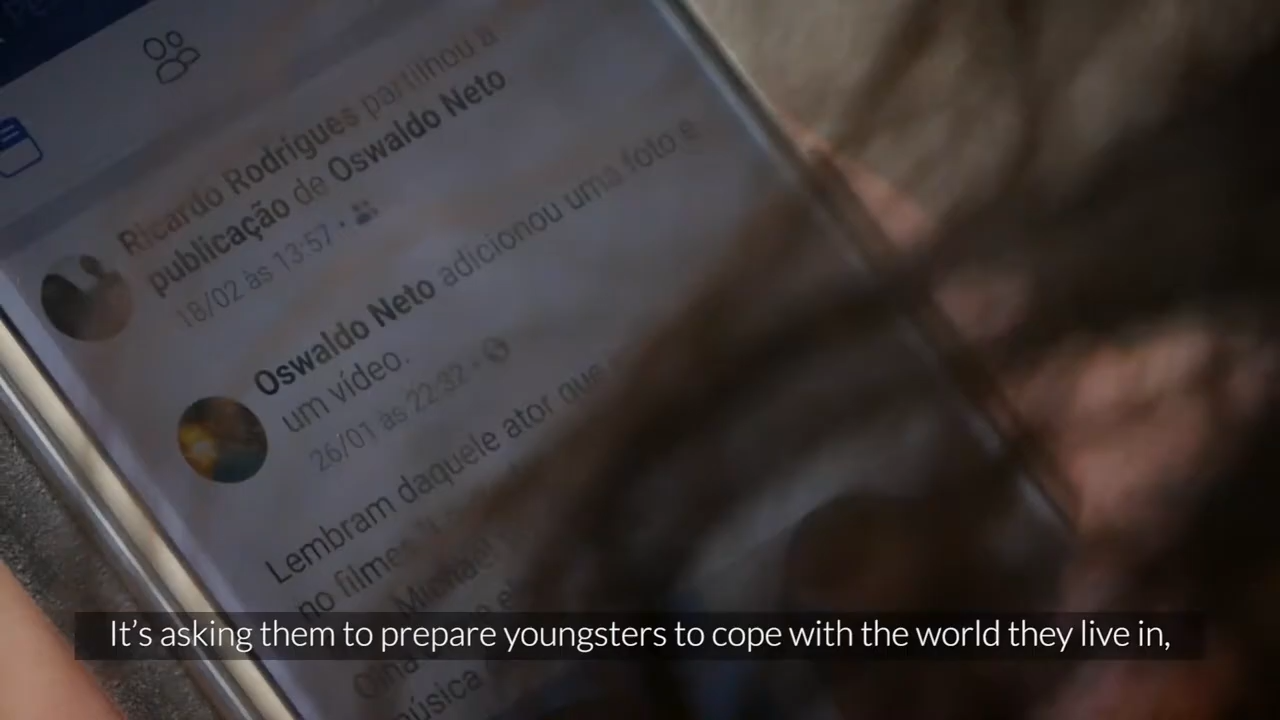 Ricardo Rodrigues partilhou a
publicação de Oswaldo Neto
18/02 às 13:57
Oswaldo Neto adicionou uma foto e
um vídeo.
26/01 às 22:32
Lembram daquele ator que
no filme
Michael
música
It's asking them to prepare youngsters to cope with the world they live in,